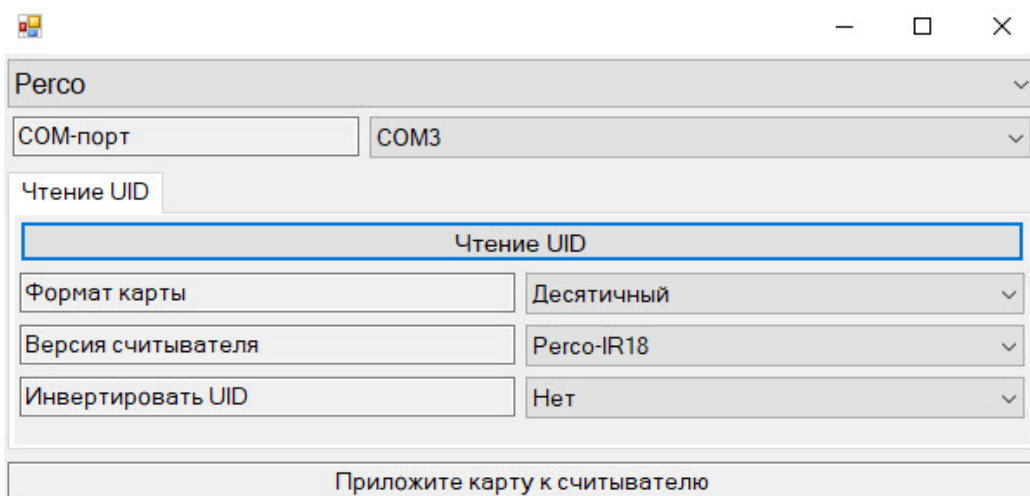 Perco
COM-порт COM3
Чтение UID
Чтение UID
Формат карты Десятичный
Версия считывателя Perco-IR18
Инвертировать UID Нет
Приложите карту к считывателю